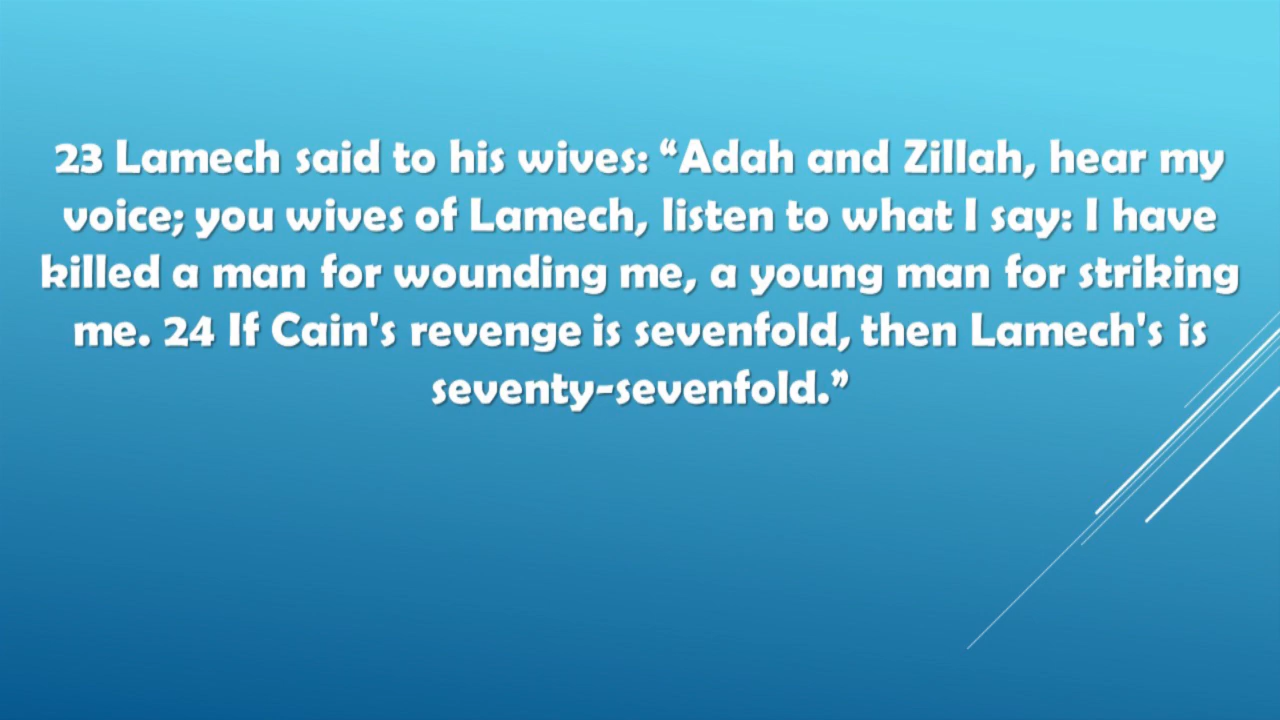 23 Lamech said to his wives: “Adah and Zillah, hear my
voice; you wives of Lamech, listen to what I say: I have
killed a man for wounding me, a young man for striking
me. 24 If Cain's revenge is sevenfold, then Lamech's is
seventy-sevenfold.”